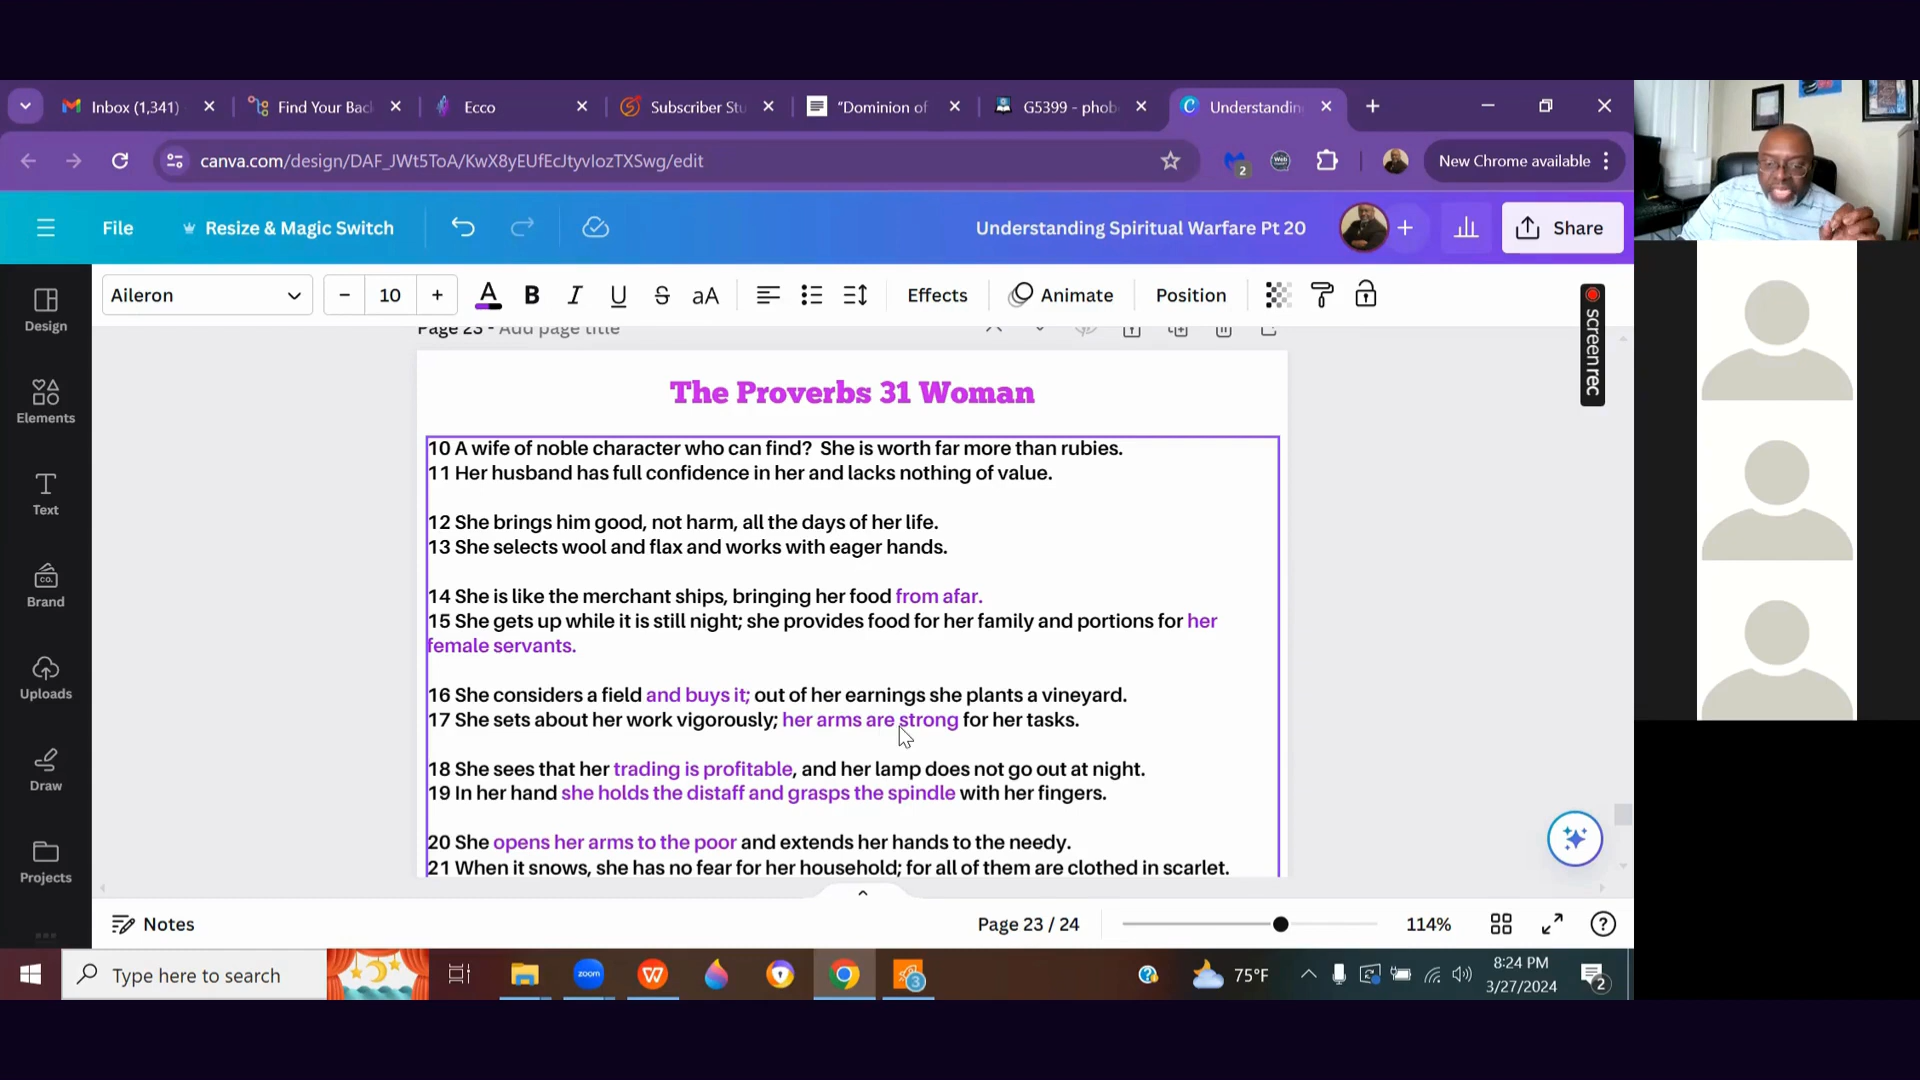 Inbox (1,341)
Find Your Bac
Ecco
Subscriber Stu
"Dominion of
G5399 - phob
Understanding
canva.com/design/DAF_JWt5ToA/KwX8yEUfEcJtyvIozTXSwg/edit
2
New Chrome available
File
Resize & Magic Switch
Understanding Spiritual Warfare Pt 20
Share
Aileron
10
A
B
I
U
S
aA
Effects
Animate
Position
screenrec
Design
Elements
Text
Brand
Uploads
Draw
Projects
Page 23 - Add page title
The Proverbs 31 Woman
10 A wife of noble character who can find?  She is worth far more than rubies.
11 Her husband has full confidence in her and lacks nothing of value.
12 She brings him good, not harm, all the days of her life.
13 She selects wool and flax and works with eager hands.
14 She is like the merchant ships, bringing her food from afar.
15 She gets up while it is still night; she provides food for her family and portions for her
female servants.
16 She considers a field and buys it; out of her earnings she plants a vineyard.
17 She sets about her work vigorously; her arms are strong for her tasks.
18 She sees that her trading is profitable, and her lamp does not go out at night.
19 In her hand she holds the distaff and grasps the spindle with her fingers.
20 She opens her arms to the poor and extends her hands to the needy.
21 When it snows, she has no fear for her household; for all of them are clothed in scarlet.
Notes
Page 23 / 24
114%
Type here to search
zoom
W
3
75°F
8:24 PM
3/27/2024
2